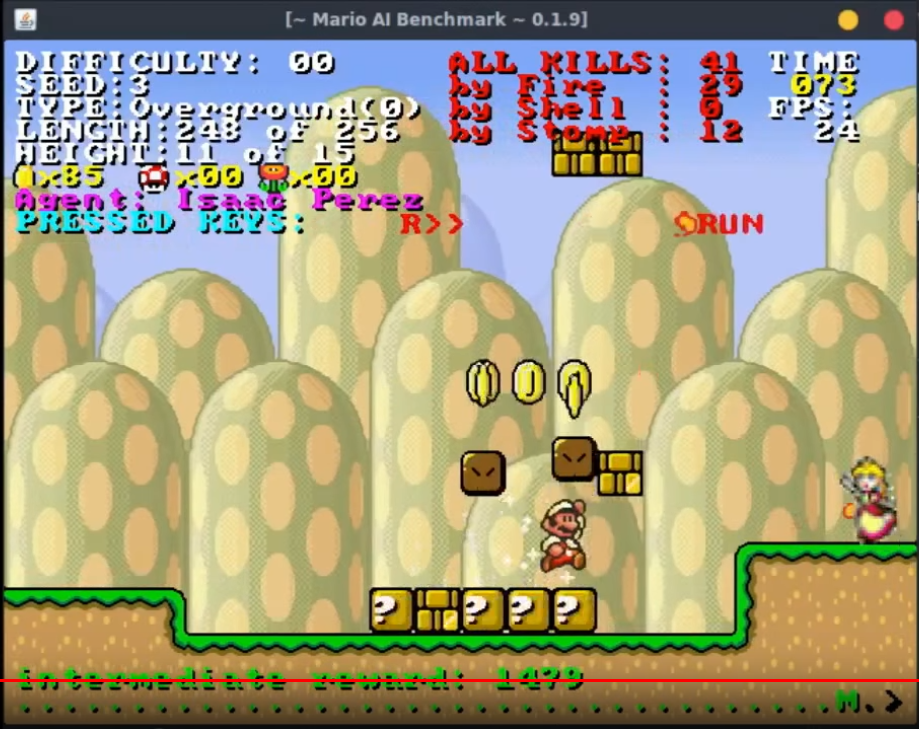 [~ Mario AI Benchmark ~ 0.1.9]
DIFFICULTY: 00
SEED:3
TYPE:Overground(0)
LENGTH:248 of 256
HEIGHT:11 of 15
0x85 x00 x00
Agent: Isaac Perez
PRESSED KEYS: R>> RUN
ALL KILLS: 41
by Fire : 29
by Shell : 0
by Stomp : 12
TIME
073
FPS:
24
? ? ? ?
intermediate reward: 1479
.....................................M.>